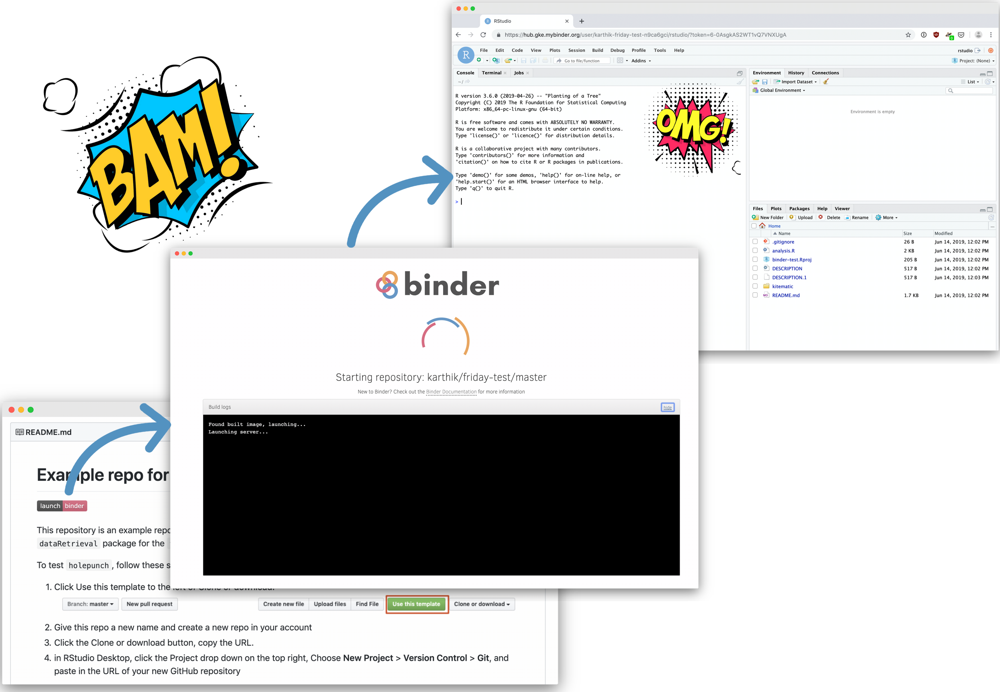 BAM!
RStudio
https://hub.gke.mybinder.org/user/karthik-friday-test-n9ca6gci/rstudio/?token=6-0AsgkAS2WT1vQ7VNXUgA
R
File Edit Code View Plots Session Build Debug Profile Tools Help
rstudio
Go to file/function
Addins
Project: (None)
Console Terminal Jobs
~/
R version 3.6.0 (2019-04-26) -- "Planting of a Tree"
Copyright (C) 2019 The R Foundation for Statistical Computing
Platform: x86_64-pc-linux-gnu (64-bit)
R is free software and comes with ABSOLUTELY NO WARRANTY.
You are welcome to redistribute it under certain conditions.
Type 'license()' or 'licence()' for distribution details.
R is a collaborative project with many contributors.
Type 'contributors()' for more information and
'citation()' on how to cite R or R packages in publications.
Type 'demo()' for some demos, 'help()' for on-line help, or
'help.start()' for an HTML browser interface to help.
Type 'q()' to quit R.
>
OMG!
Environment History Connections
Import Dataset
List
Global Environment
Environment is empty
Files Plots Packages Help Viewer
New Folder Upload Delete Rename More
Home
...
Name Size Modified
.gitignore 26 B Jun 14, 2019, 12:02 PM
analysis.R 2 KB Jun 14, 2019, 12:02 PM
binder-test.Rproj 205 B Jun 14, 2019, 12:02 PM
DESCRIPTION 517 B Jun 14, 2019, 12:02 PM
DESCRIPTION.1 517 B Jun 14, 2019, 12:03 PM
kitematic
README.md 1.7 KB Jun 14, 2019, 12:02 PM
binder
Starting repository: karthik/friday-test/master
New to Binder? Check out the Binder Documentation for more information
Build logs
hide
Found built image, launching...
Launching server...
README.md
Example repo for
launch binder
This repository is an example repo
dataRetrieval package for the
To test holepunch, follow these s
1. Click Use this template to the left of Clone or download.
Branch: master New pull request Create new file Upload files Find File Use this template Clone or download
2. Give this repo a new name and create a new repo in your account
3. Click the Clone or download button, copy the URL.
4. in RStudio Desktop, click the Project drop down on the top right, Choose New Project > Version Control > Git, and
paste in the URL of your new GitHub repository